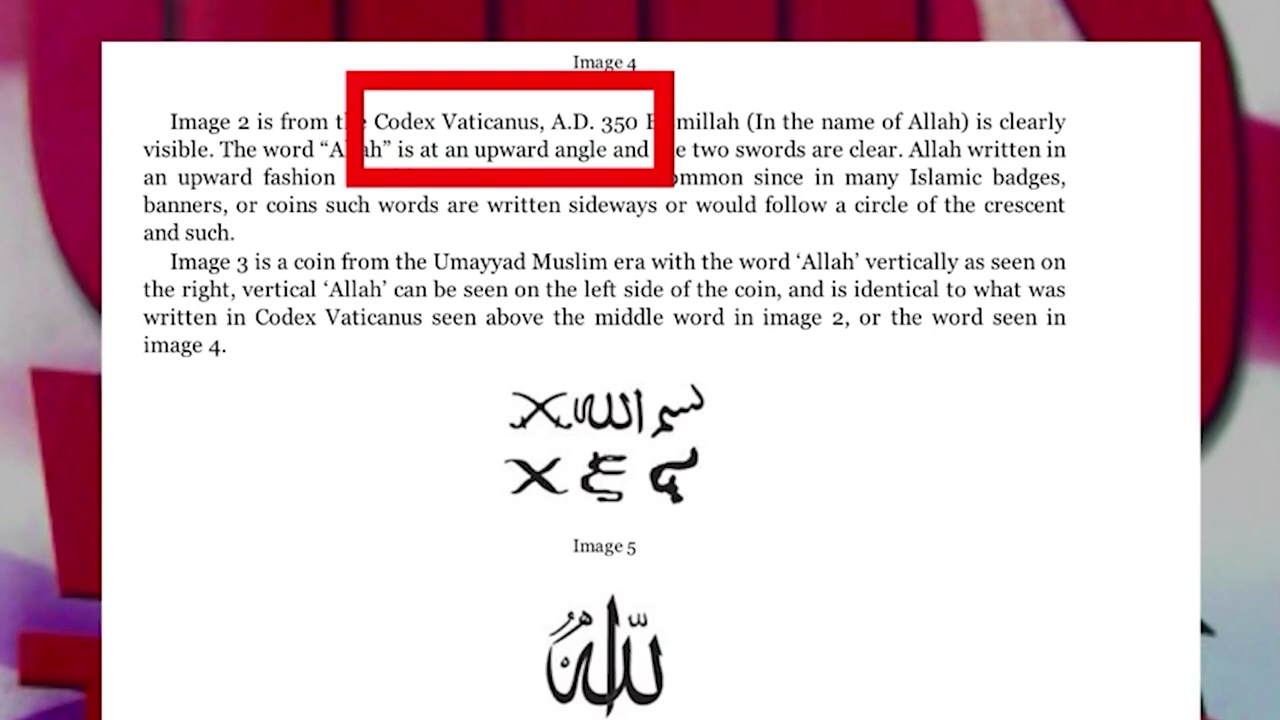 Image 4
Image 2 is from the Codex Vaticanus, A.D. 350 Bismillah (In the name of Allah) is clearly
visible. The word “Allah” is at an upward angle and the two swords are clear. Allah written in
an upward fashion common since in many Islamic badges,
banners, or coins such words are written sideways or would follow a circle of the crescent
and such.
Image 3 is a coin from the Umayyad Muslim era with the word ‘Allah’ vertically as seen on
the right, vertical ‘Allah’ can be seen on the left side of the coin, and is identical to what was
written in Codex Vaticanus seen above the middle word in image 2, or the word seen in
image 4.
بسم الله
Image 5
الله